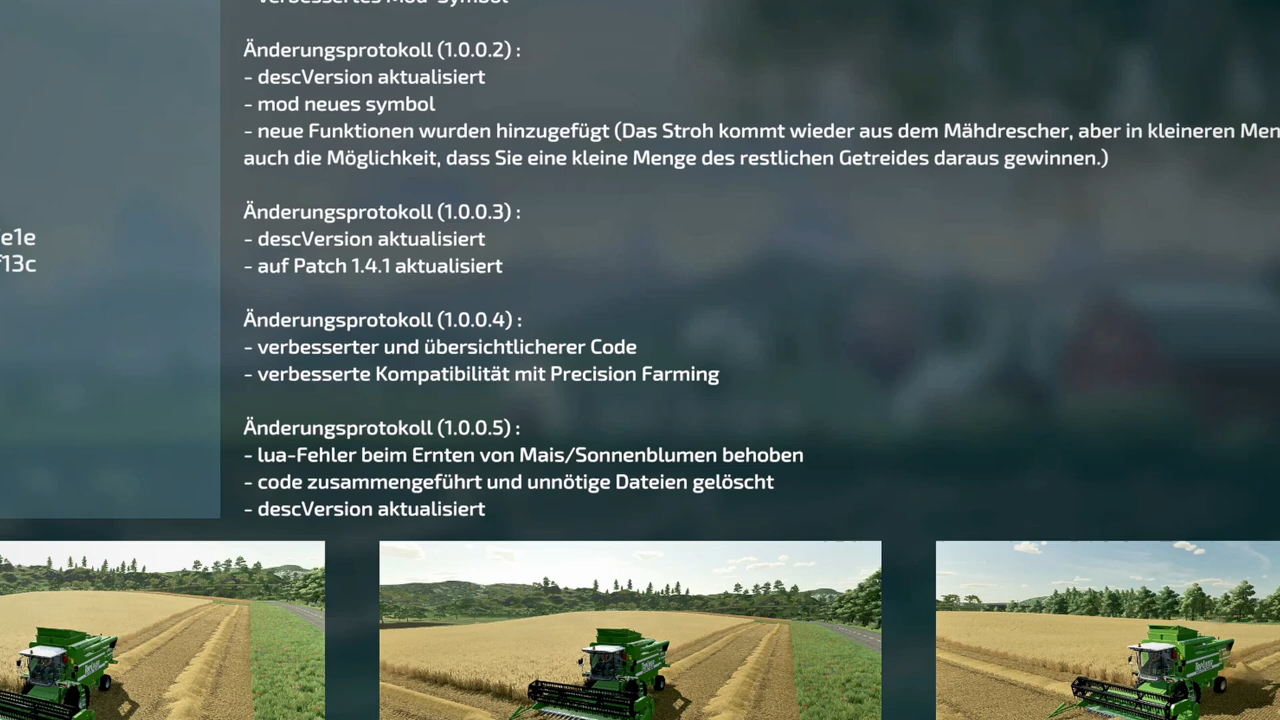 Änderungsprotokoll (1.0.0.2) :
- descVersion aktualisiert
- mod neues symbol
- neue Funktionen wurden hinzugefügt (Das Stroh kommt wieder aus dem Mähdrescher, aber in kleineren Men
auch die Möglichkeit, dass Sie eine kleine Menge des restlichen Getreides daraus gewinnen.)
Änderungsprotokoll (1.0.0.3) :
- descVersion aktualisiert
e1e
- auf Patch 1.4.1 aktualisiert
f13c
Änderungsprotokoll (1.0.0.4) :
- verbesserter und übersichtlicherer Code
- verbesserte Kompatibilität mit Precision Farming
Änderungsprotokoll (1.0.0.5) :
- lua-Fehler beim Ernten von Mais/Sonnenblumen behoben
- code zusammengeführt und unnötige Dateien gelöscht
- descVersion aktualisiert